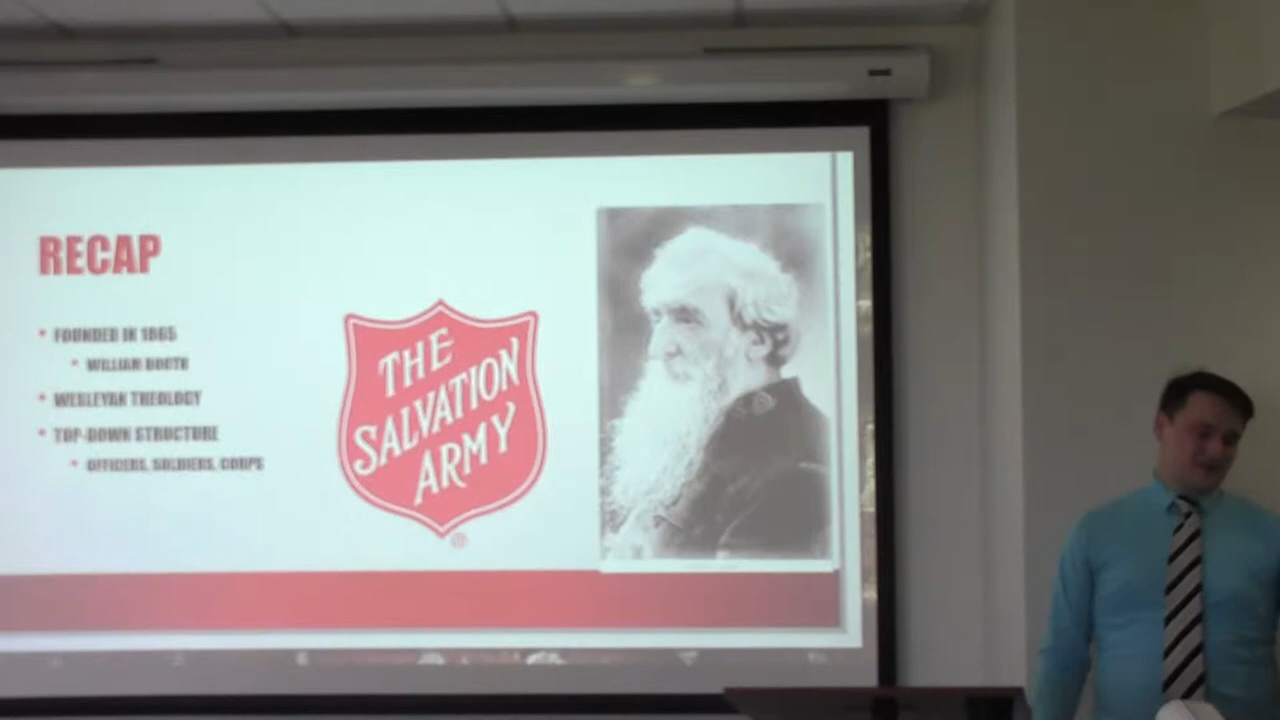 RECAP
• FOUNDED IN 1865
• WILLIAM BOOTH
• WESLEYAN THEOLOGY
• TOP-DOWN STRUCTURE
• OFFICERS, SOLDIERS, CORPS
THE
SALVATION
ARMY
®